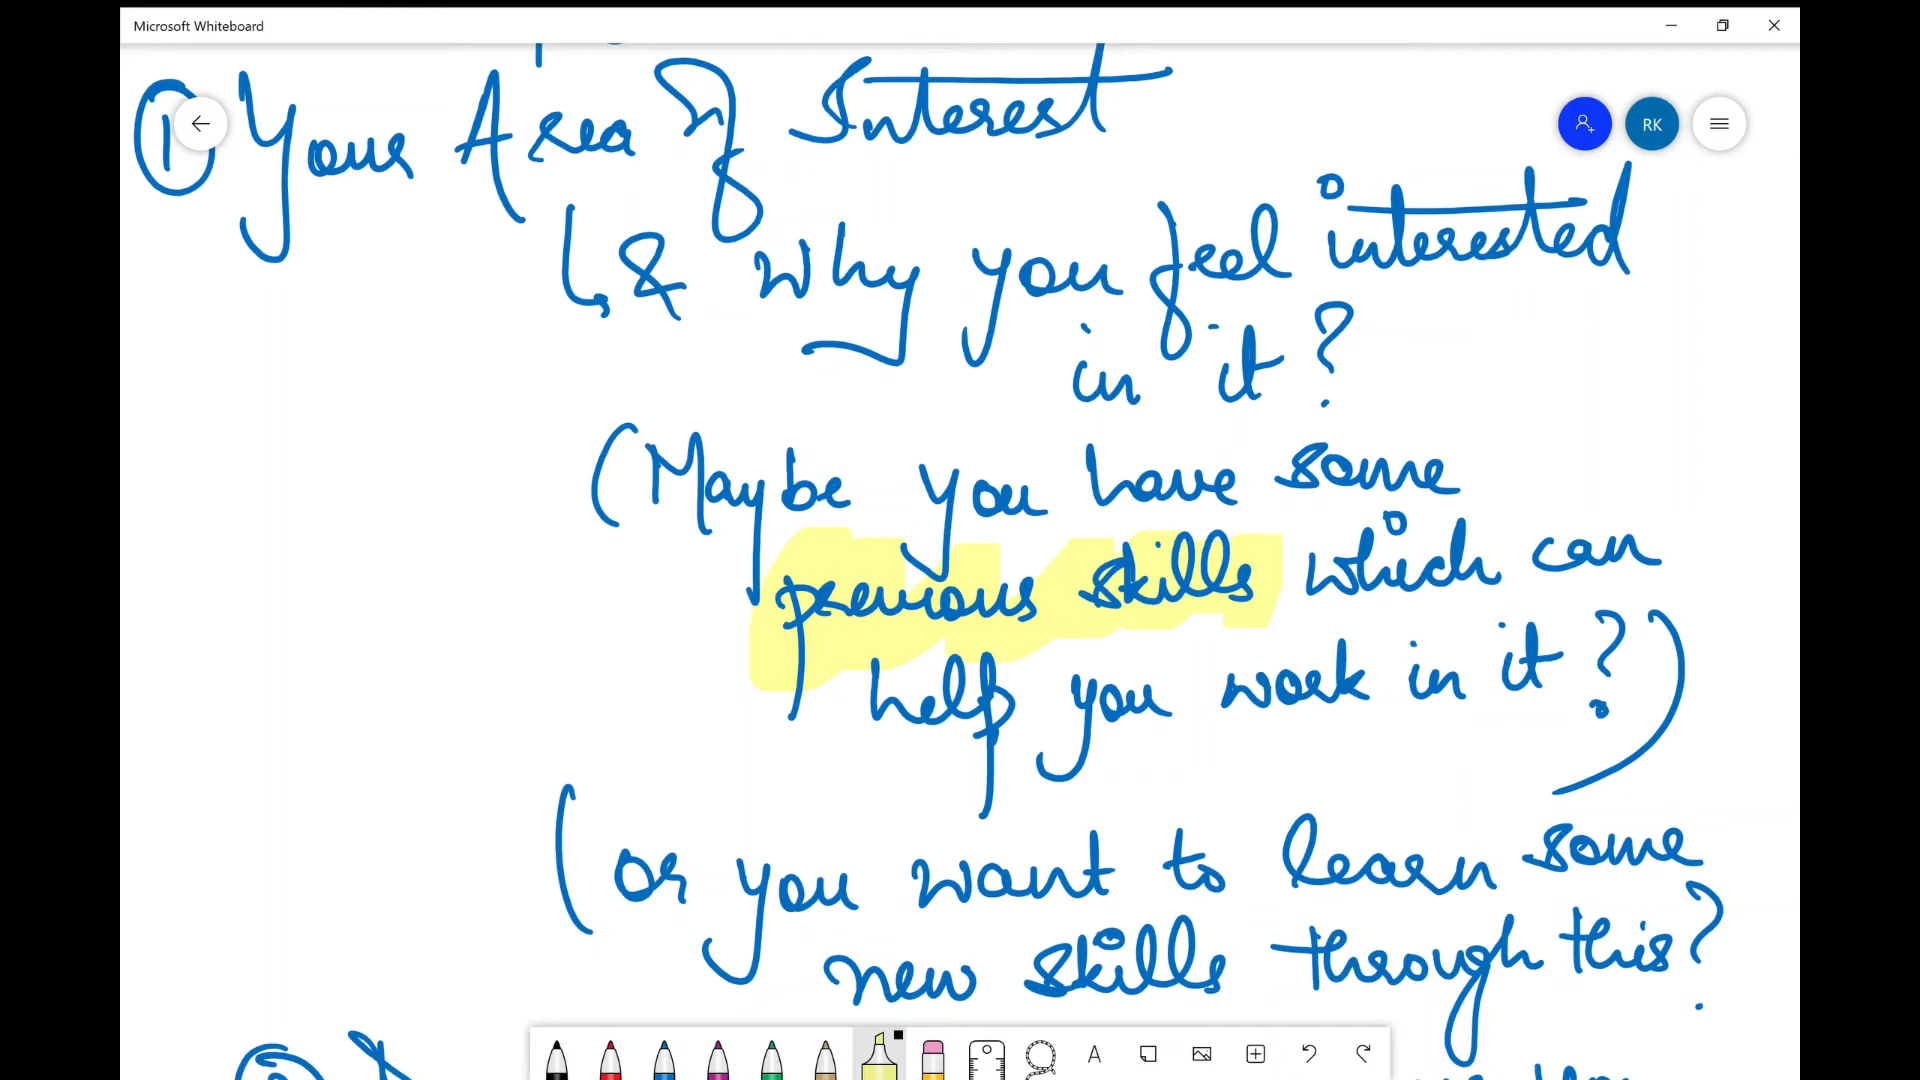 Microsoft Whiteboard
① Your Area of Interest
RK
↳ & why you feel interested
in it?
(Maybe you have some
previous skills which can
help you work in it?)
(or you want to learn some
new skills through this?